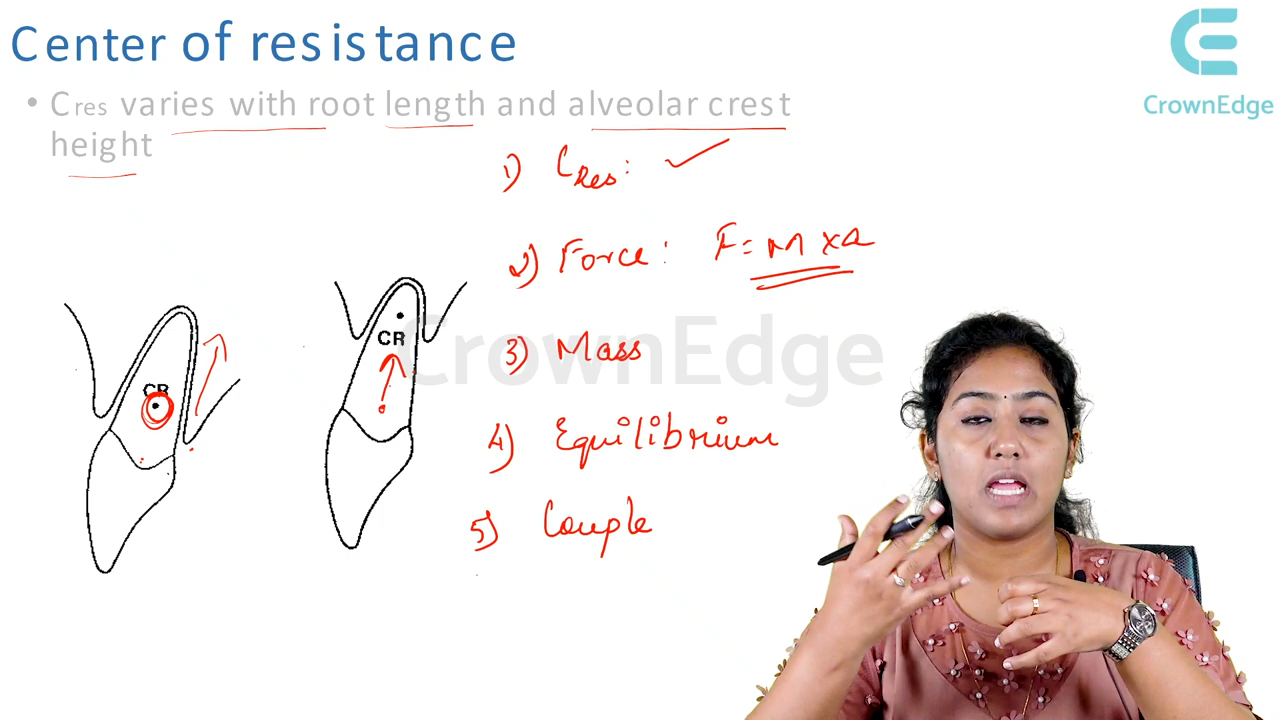 Center of resistance
CrownEdge
• Cres varies with root length and alveolar crest
height
1) CRes:
2) Force: F = M x a
CR
CR
CrownEdge
3) Mass
4) Equilibrium
5) Couple